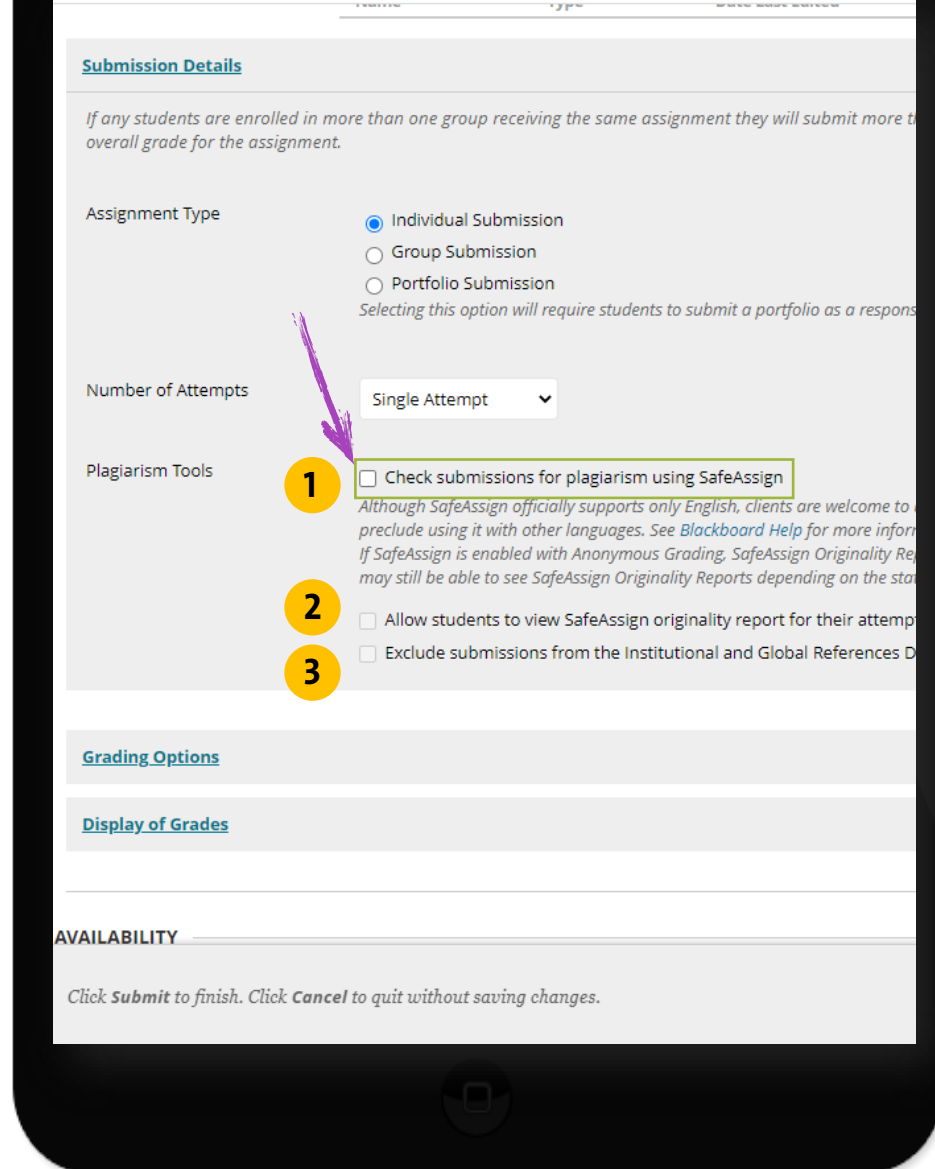 Name Type Date Last Edited
Submission Details
If any students are enrolled in more than one group receiving the same assignment they will submit more
overall grade for the assignment.
Assignment Type
Individual Submission
Group Submission
Portfolio Submission
Selecting this option will require students to submit a portfolio as a respons
Number of Attempts
Single Attempt
Plagiarism Tools
1
Check submissions for plagiarism using SafeAssign
Although SafeAssign officially supports only English, clients are welcome to
preclude using it with other languages. See Blackboard Help for more infor
If SafeAssign is enabled with Anonymous Grading, SafeAssign Originality Re
may still be able to see SafeAssign Originality Reports depending on the sta
2
Allow students to view SafeAssign originality report for their attemp
3
Exclude submissions from the Institutional and Global References D
Grading Options
Display of Grades
AVAILABILITY
Click Submit to finish. Click Cancel to quit without saving changes.